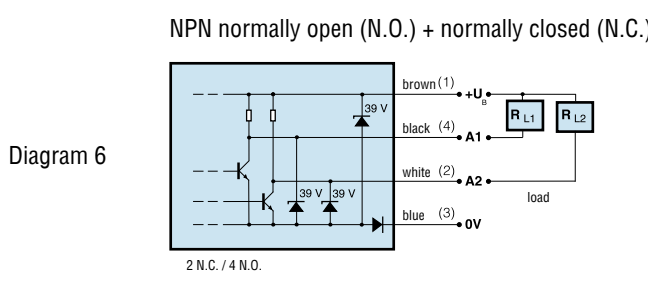 NPN normally open (N.O.) + normally closed (N.C.)
Diagram 6
brown (1)
+U B
39 V
R L1
R L2
black (4)
A1
white (2)
A2
39 V
39 V
load
blue (3)
0V
2 N.C. / 4 N.O.